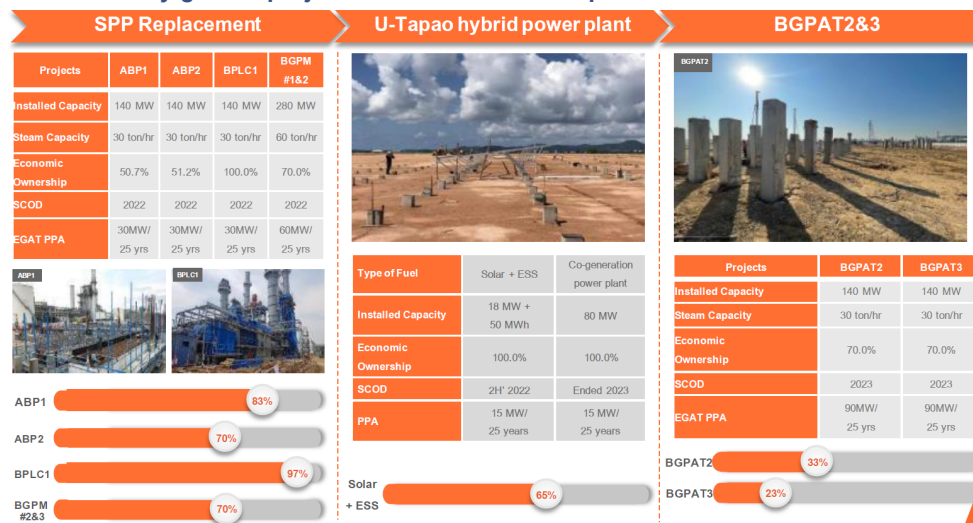 SPP Replacement
Projects ABP1 ABP2 BPLC1 BGPM #1&2
Installed Capacity 140 MW 140 MW 140 MW 280 MW
Steam Capacity 30 ton/hr 30 ton/hr 30 ton/hr 60 ton/hr
Economic Ownership 50.7% 51.2% 100.0% 70.0%
SCOD 2022 2022 2022 2022
EGAT PPA 30MW/ 25 yrs 30MW/ 25 yrs 30MW/ 25 yrs 60MW/ 25 yrs
ABP1
BPLC1
ABP1 83%
ABP2 70%
BPLC1 97%
BGPM #2&3 70%
U-Tapao hybrid power plant
Type of Fuel Solar + ESS Co-generation power plant
Installed Capacity 18 MW + 50 MWh 80 MW
Economic Ownership 100.0% 100.0%
SCOD 2H' 2022 Ended 2023
PPA 15 MW/ 25 years 15 MW/ 25 years
Solar + ESS 65%
BGPAT2&3
BGPAT2
Projects BGPAT2 BGPAT3
Installed Capacity 140 MW 140 MW
Steam Capacity 30 ton/hr 30 ton/hr
Economic Ownership 70.0% 70.0%
SCOD 2023 2023
EGAT PPA 90MW/ 25 yrs 90MW/ 25 yrs
BGPAT2 33%
BGPAT3 23%